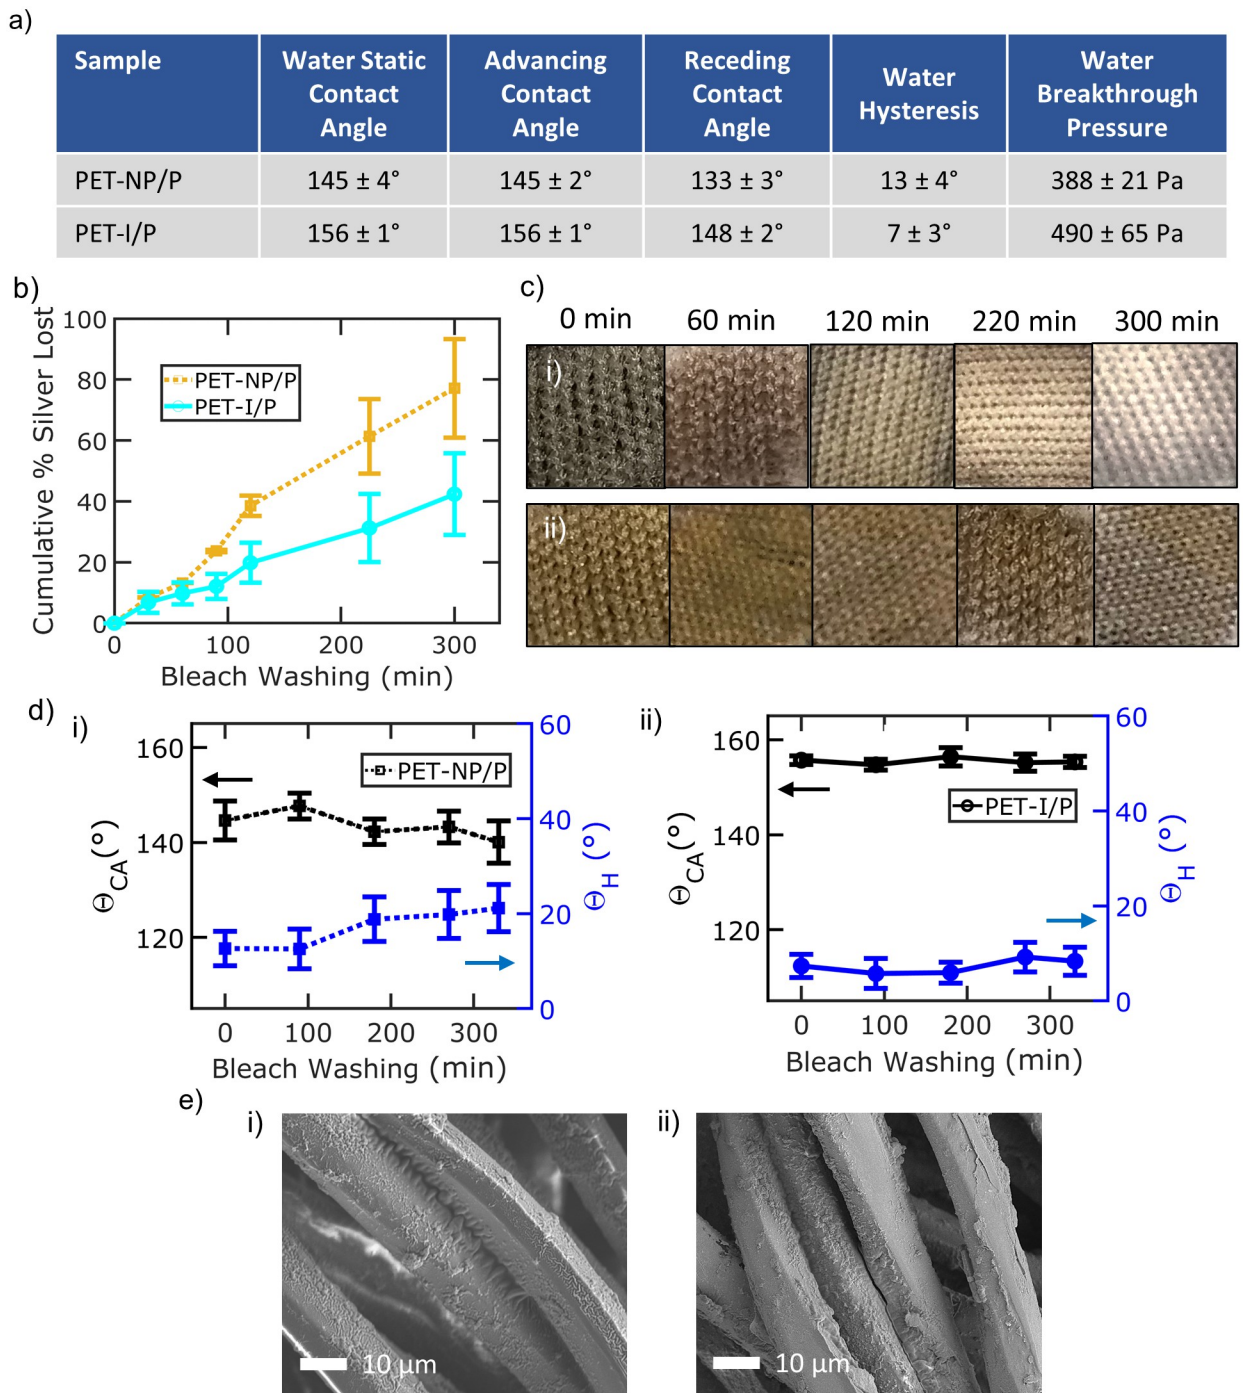 a)
Sample
Water Static
Contact
Angle
Advancing
Contact
Angle
Receding
Contact
Angle
Water
Hysteresis
Water
Breakthrough
Pressure
PET-NP/P 145 ± 4° 145 ± 2° 133 ± 3° 13 ± 4° 388 ± 21 Pa
PET-I/P 156 ± 1° 156 ± 1° 148 ± 2° 7 ± 3° 490 ± 65 Pa
b)
Cumulative % Silver Lost
100
80
60
40
20
0
PET-NP/P
PET-I/P
0 100 200 300
Bleach Washing (min)
c)
0 min 60 min 120 min 220 min 300 min
i)
ii)
d)
i)
160
140
120
Θ_CA(°)
PET-NP/P
60
40
20
0
Θ_H (°)
0 100 200 300
Bleach Washing (min)
ii)
160
140
120
Θ_CA(°)
PET-I/P
60
40
20
0
Θ_H (°)
0 100 200 300
Bleach Washing (min)
e)
i)
10 μm
ii)
10 μm